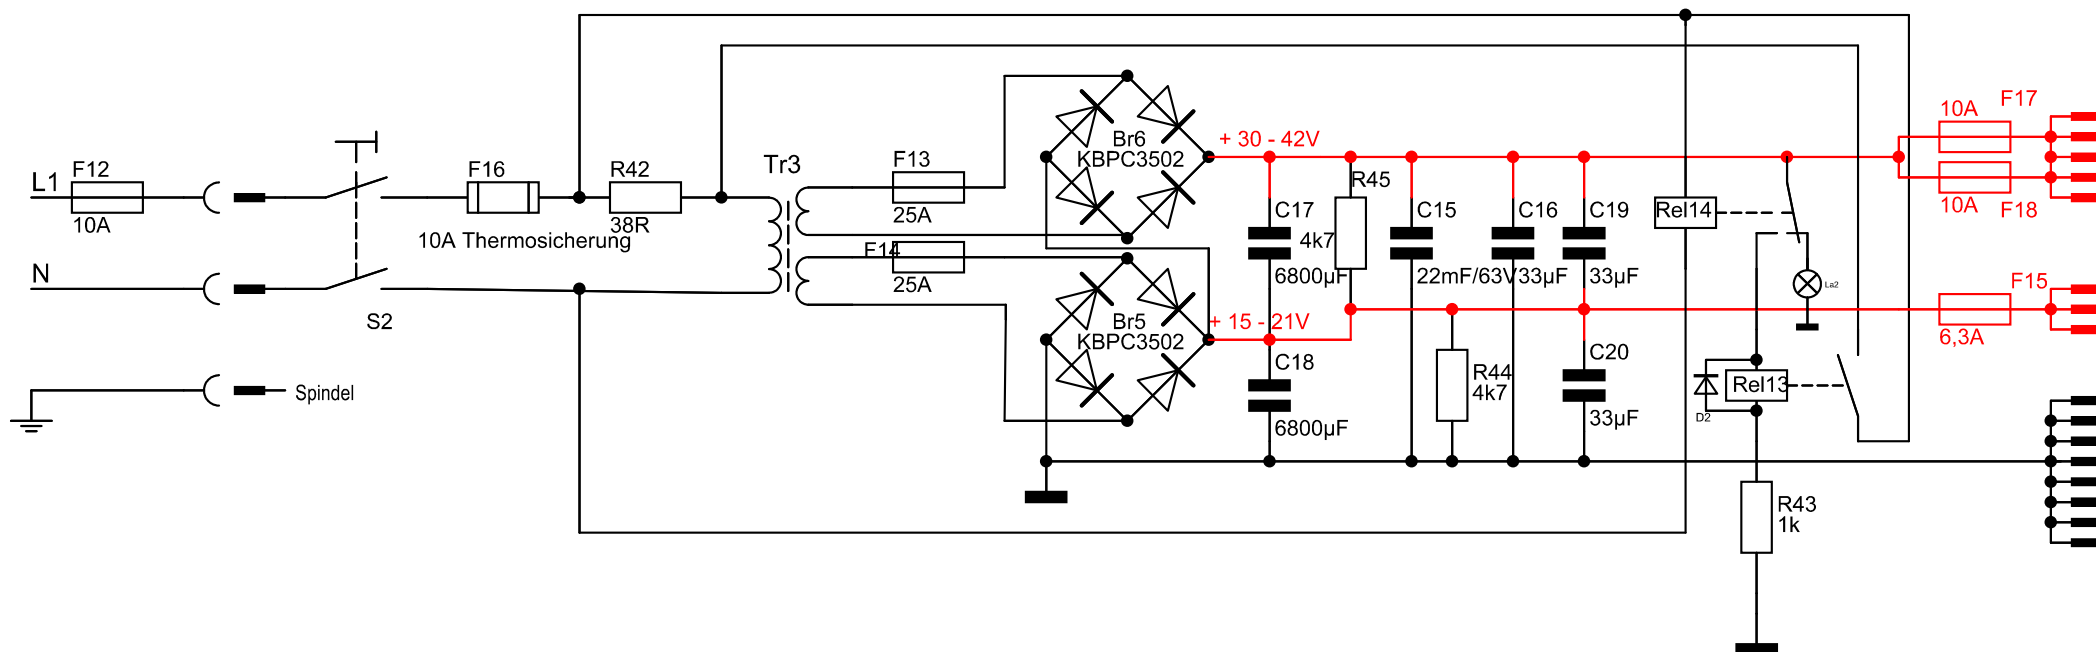 L1
F12
10A
N
S2
Spindel
F16
10A Thermosicherung
R42
38R
Tr3
F13
25A
F14
25A
Br6
KBPC3502
Br5
KBPC3502
+ 30 - 42V
+ 15 - 21V
C17
6800µF
C18
6800µF
R45
4k7
C15
22mF/63V
R44
4k7
C16
33µF
C19
33µF
C20
33µF
Rel14
La2
Rel13
D2
R43
1k
10A
F17
10A
F18
F15
6,3A